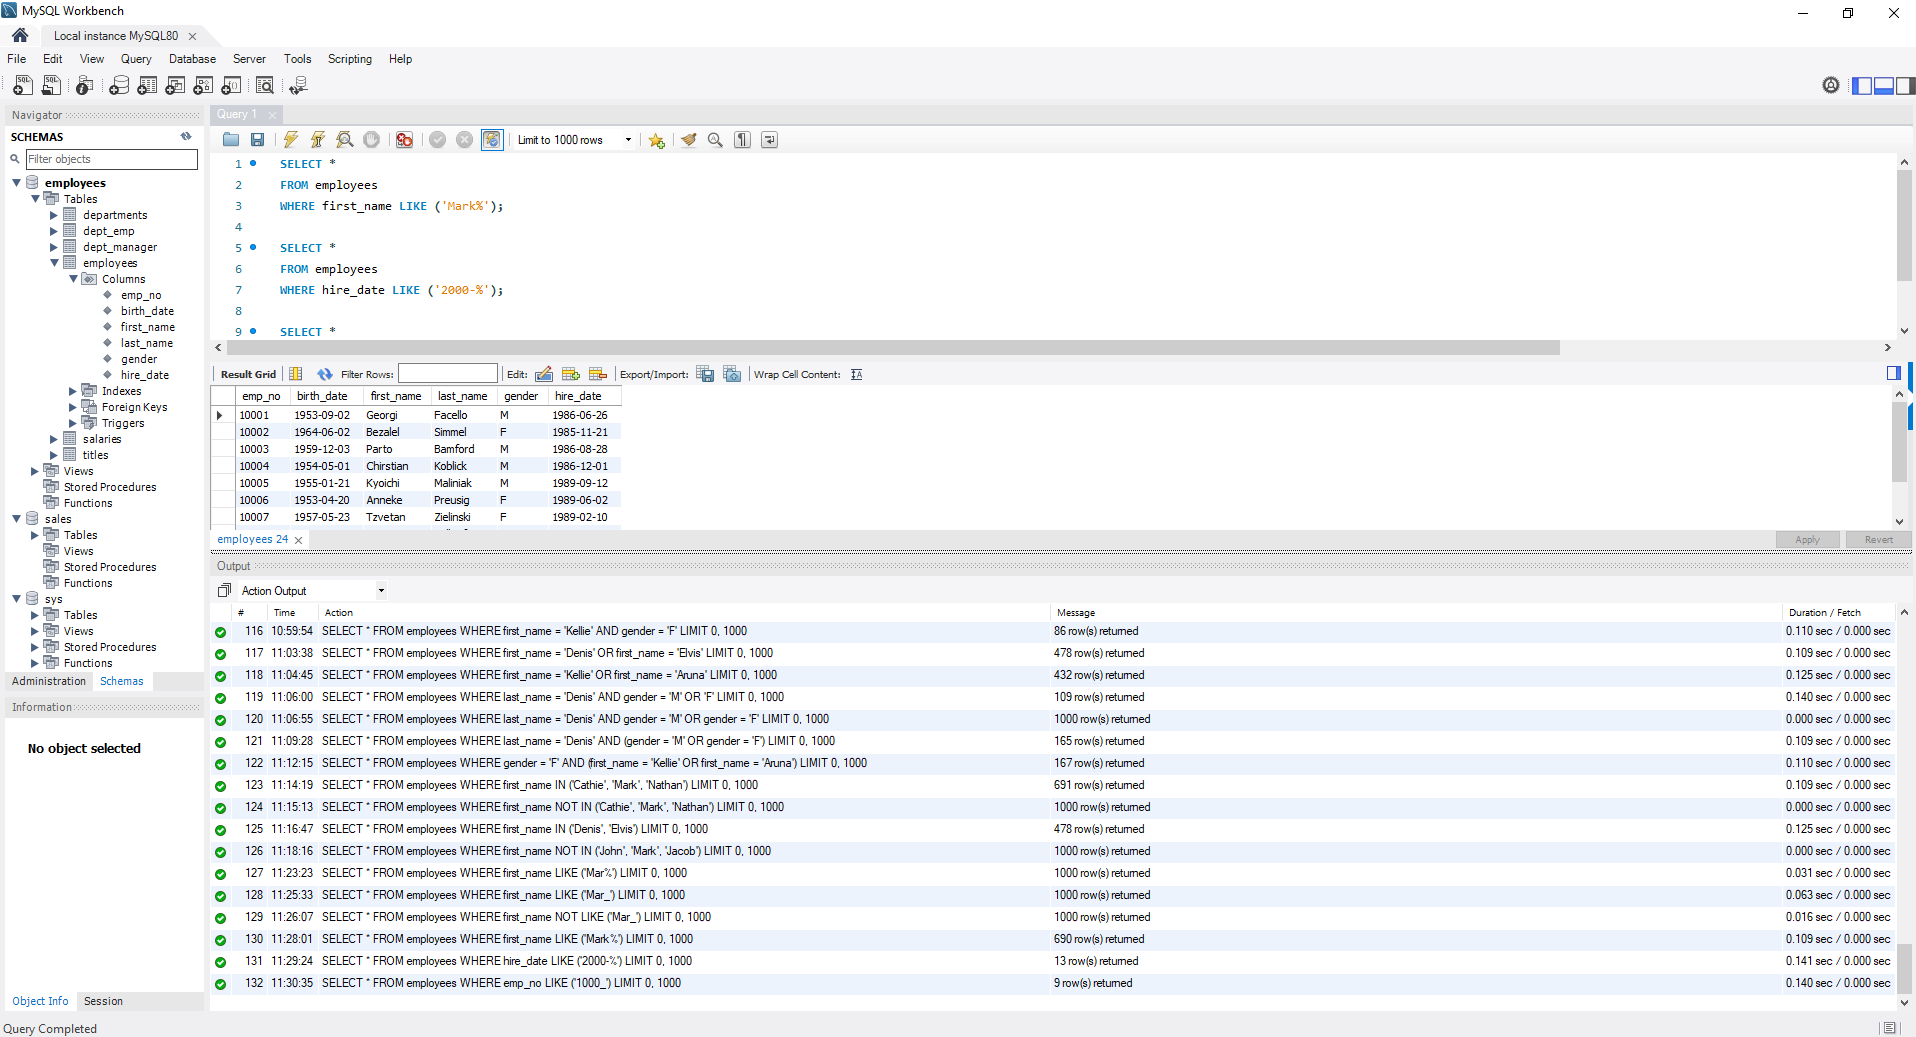 MySQL Workbench
Local instance MySQL80
File Edit View Query Database Server Tools Scripting Help
Navigator
SCHEMAS
Filter objects
employees
Tables
departments
dept_emp
dept_manager
employees
Columns
emp_no
birth_date
first_name
last_name
gender
hire_date
Indexes
Foreign Keys
Triggers
salaries
titles
Views
Stored Procedures
Functions
sales
Tables
Views
Stored Procedures
Functions
sys
Tables
Views
Stored Procedures
Functions
Administration Schemas
Information
No object selected
Object Info Session
Query 1
Limit to 1000 rows
1 SELECT *
2 FROM employees
3 WHERE first_name LIKE ('Mark%');
4
5 SELECT *
6 FROM employees
7 WHERE hire_date LIKE ('2000-%');
8
9 SELECT *
Result Grid Filter Rows: Edit: Export/Import: Wrap Cell Content:
emp_no birth_date first_name last_name gender hire_date
10001 1953-09-02 Georgi Facello M 1986-06-26
10002 1964-06-02 Bezalel Simmel F 1985-11-21
10003 1959-12-03 Parto Bamford M 1986-08-28
10004 1954-05-01 Chirstian Koblick M 1986-12-01
10005 1955-01-21 Kyoichi Maliniak M 1989-09-12
10006 1953-04-20 Anneke Preusig F 1989-06-02
10007 1957-05-23 Tzvetan Zielinski F 1989-02-10
employees 24 Apply Revert
Output
Action Output
# Time Action Message Duration / Fetch
116 10:59:54 SELECT * FROM employees WHERE first_name = 'Kellie' AND gender = 'F' LIMIT 0, 1000 86 row(s) returned 0.110 sec / 0.000 sec
117 11:03:38 SELECT * FROM employees WHERE first_name = 'Denis' OR first_name = 'Elvis' LIMIT 0, 1000 478 row(s) returned 0.109 sec / 0.000 sec
118 11:04:45 SELECT * FROM employees WHERE first_name = 'Kellie' OR first_name = 'Aruna' LIMIT 0, 1000 432 row(s) returned 0.125 sec / 0.000 sec
119 11:06:00 SELECT * FROM employees WHERE last_name = 'Denis' AND gender = 'M' OR 'F' LIMIT 0, 1000 109 row(s) returned 0.140 sec / 0.000 sec
120 11:06:55 SELECT * FROM employees WHERE last_name = 'Denis' AND gender = 'M' OR gender = 'F' LIMIT 0, 1000 1000 row(s) returned 0.000 sec / 0.000 sec
121 11:09:28 SELECT * FROM employees WHERE last_name = 'Denis' AND (gender = 'M' OR gender = 'F') LIMIT 0, 1000 165 row(s) returned 0.109 sec / 0.000 sec
122 11:12:15 SELECT * FROM employees WHERE gender = 'F' AND (first_name = 'Kellie' OR first_name = 'Aruna') LIMIT 0, 1000 167 row(s) returned 0.110 sec / 0.000 sec
123 11:14:19 SELECT * FROM employees WHERE first_name IN ('Cathie', 'Mark', 'Nathan') LIMIT 0, 1000 691 row(s) returned 0.109 sec / 0.000 sec
124 11:15:13 SELECT * FROM employees WHERE first_name NOT IN ('Cathie', 'Mark', 'Nathan') LIMIT 0, 1000 1000 row(s) returned 0.000 sec / 0.000 sec
125 11:16:47 SELECT * FROM employees WHERE first_name IN ('Denis', 'Elvis') LIMIT 0, 1000 478 row(s) returned 0.125 sec / 0.000 sec
126 11:18:16 SELECT * FROM employees WHERE first_name NOT IN ('John', 'Mark', 'Jacob') LIMIT 0, 1000 1000 row(s) returned 0.000 sec / 0.000 sec
127 11:23:23 SELECT * FROM employees WHERE first_name LIKE ('Mar%') LIMIT 0, 1000 1000 row(s) returned 0.031 sec / 0.000 sec
128 11:25:33 SELECT * FROM employees WHERE first_name LIKE ('Mar_') LIMIT 0, 1000 1000 row(s) returned 0.063 sec / 0.000 sec
129 11:26:07 SELECT * FROM employees WHERE first_name NOT LIKE ('Mar_') LIMIT 0, 1000 1000 row(s) returned 0.016 sec / 0.000 sec
130 11:28:01 SELECT * FROM employees WHERE first_name LIKE ('Mark%') LIMIT 0, 1000 690 row(s) returned 0.109 sec / 0.000 sec
131 11:29:24 SELECT * FROM employees WHERE hire_date LIKE ('2000-%') LIMIT 0, 1000 13 row(s) returned 0.141 sec / 0.000 sec
132 11:30:35 SELECT * FROM employees WHERE emp_no LIKE ('1000_') LIMIT 0, 1000 9 row(s) returned 0.140 sec / 0.000 sec
Query Completed